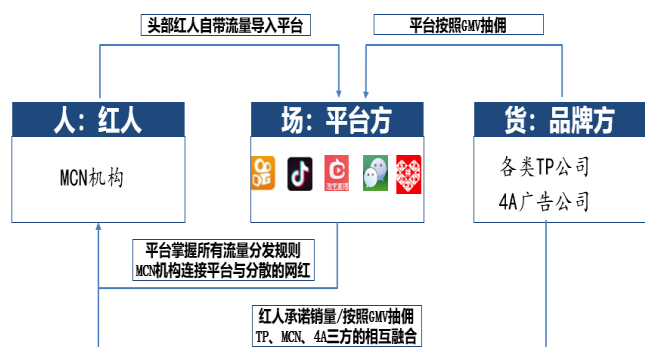 头部红人自带流量导入平台
平台按照GMV抽佣
人：红人
场：平台方
货：品牌方
MCN机构
各类TP公司
4A广告公司
平台掌握所有流量分发规则
MCN机构连接平台与分散的网红
红人承诺销量/按照GMV抽佣
TP、MCN、4A三方的相互融合